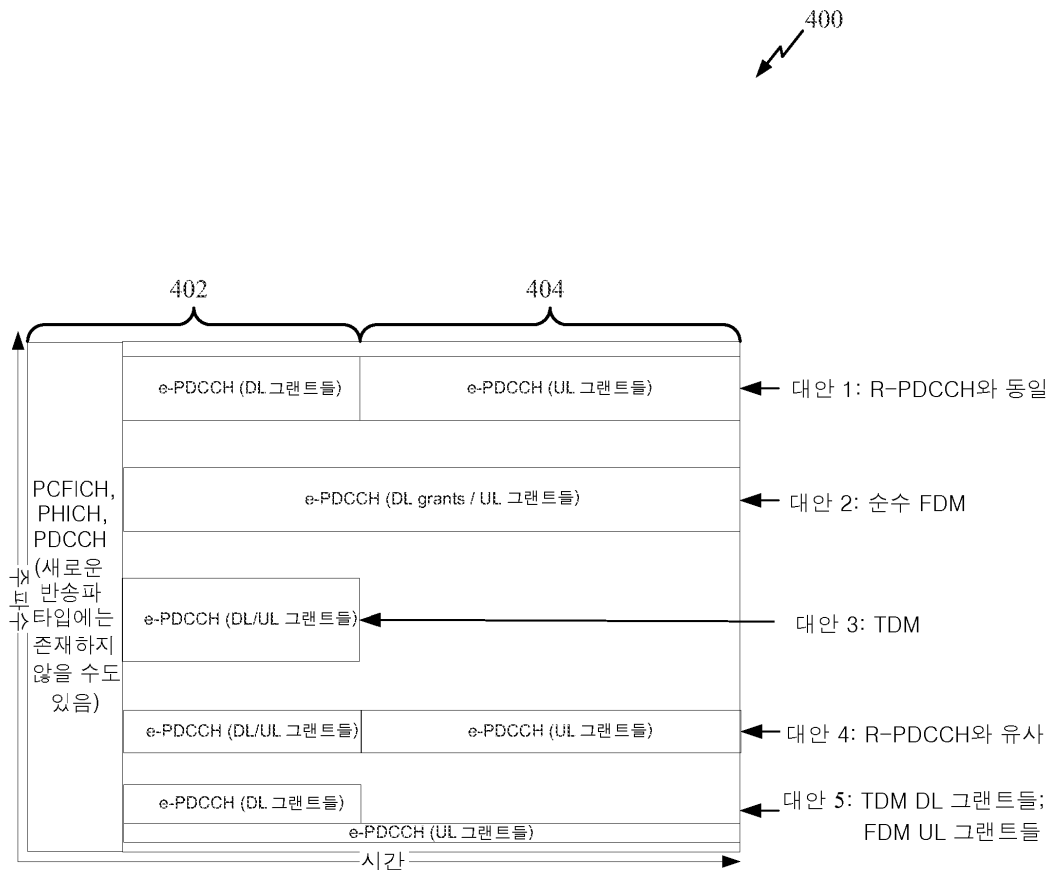 400
402
404
e-PDCCH (DL 그랜트들)
e-PDCCH (UL 그랜트들)
대안 1: R-PDCCH와 동일
PCFICH,
PHICH,
PDCCH
(새로운
반송파
타입에는
존재하지
않을 수도
있음)
주파수
e-PDCCH (DL grants / UL 그랜트들)
대안 2: 순수 FDM
e-PDCCH (DL/UL 그랜트들)
대안 3: TDM
e-PDCCH (DL/UL 그랜트들)
e-PDCCH (UL 그랜트들)
대안 4: R-PDCCH와 유사
e-PDCCH (DL 그랜트들)
e-PDCCH (UL 그랜트들)
대안 5: TDM DL 그랜트들;
FDM UL 그랜트들
시간